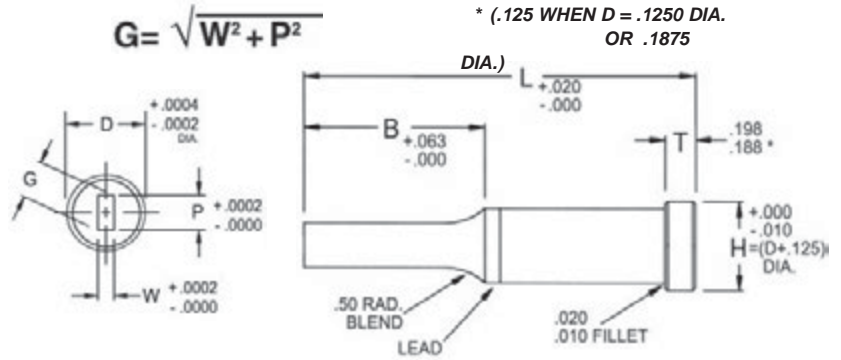 G= √W² + P²
* (.125 WHEN D = .1250 DIA.
OR .1875
DIA.)
L +.020
-.000
+.0004
D -.0002
DIA.
B +.063
-.000
T .198
.188 *
G
P +.0002
-.0000
+.000
-.010
H=(D+.125)
DIA.
W +.0002
-.0000
.50 RAD.
BLEND
LEAD
.020
.010 FILLET